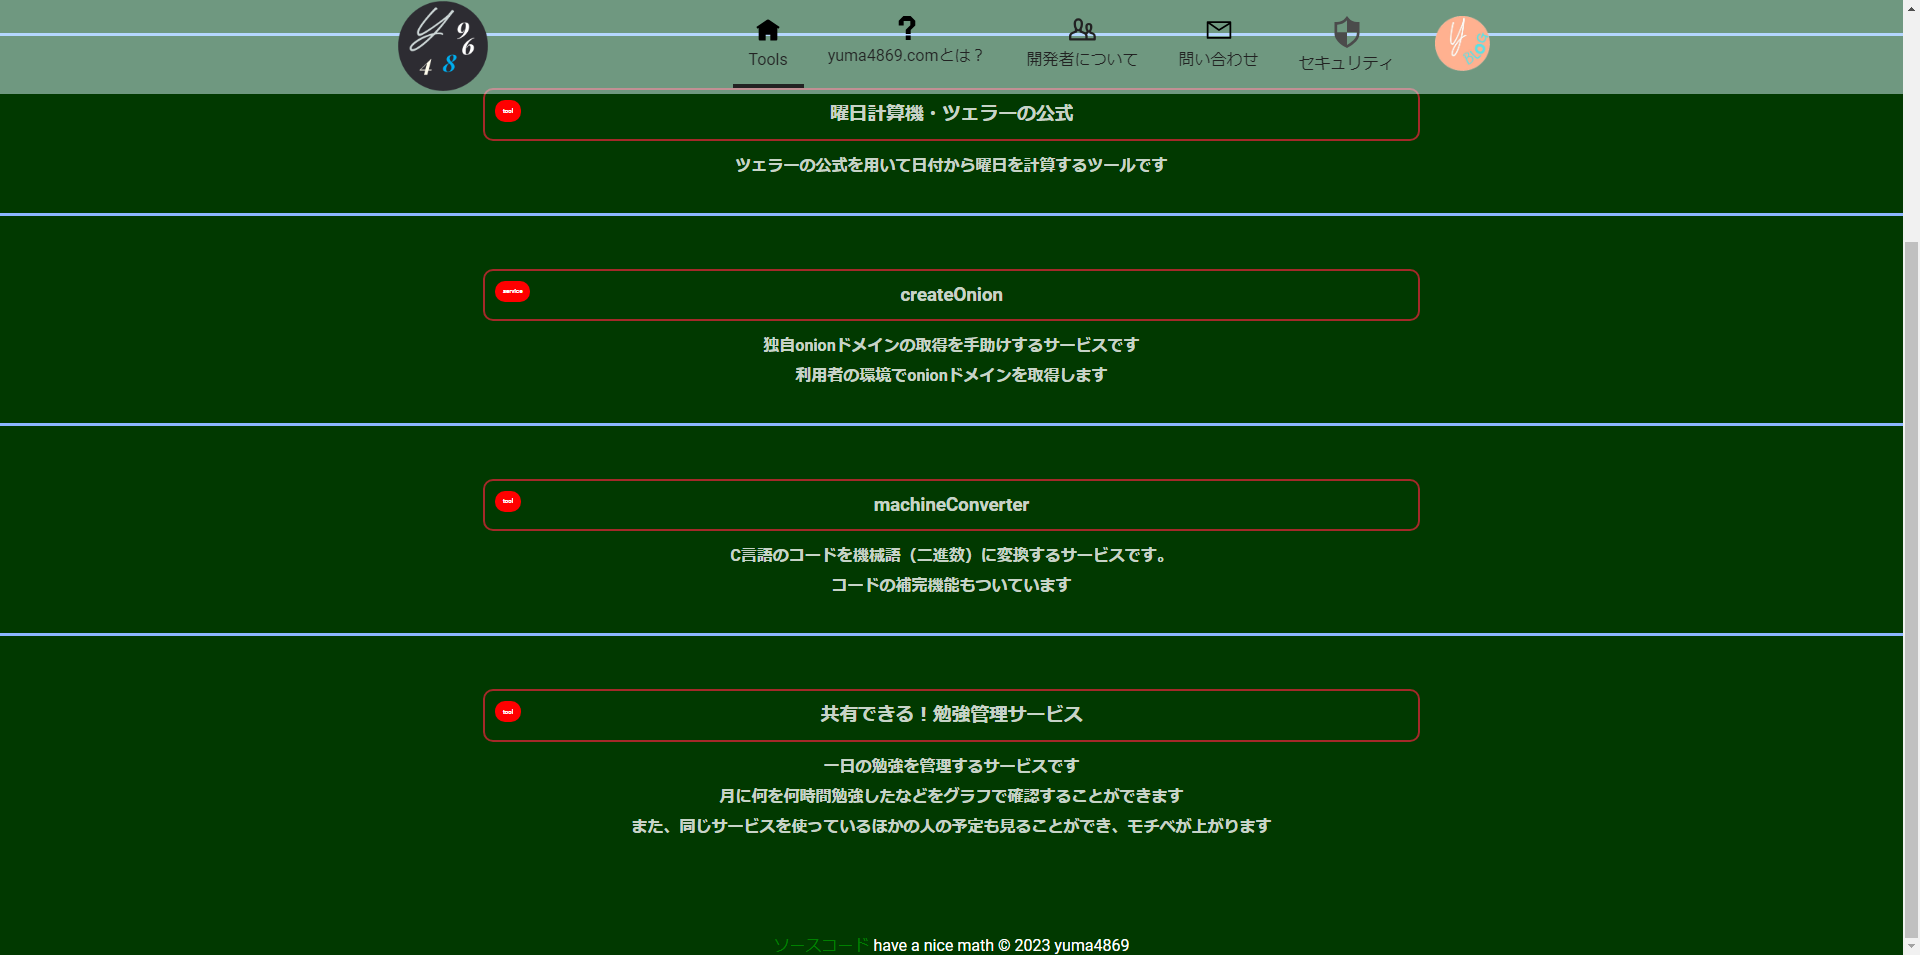 Y 9 6 8 4
Tools
yuma4869.comとは？
開発者について
問い合わせ
セキュリティ
tool
曜日計算機・ツェラーの公式
ツェラーの公式を用いて日付から曜日を計算するツールです
service
createOnion
独自onionドメインの取得を手助けするサービスです
利用者の環境でonionドメインを取得します
tool
machineConverter
C言語のコードを機械語（二進数）に変換するサービスです。
コードの補完機能もついています
tool
共有できる！勉強管理サービス
一日の勉強を管理するサービスです
月に何を何時間勉強したなどをグラフで確認することができます
また、同じサービスを使っているほかの人の予定も見ることができ、モチベが上がります
ソースコード have a nice math © 2023 yuma4869